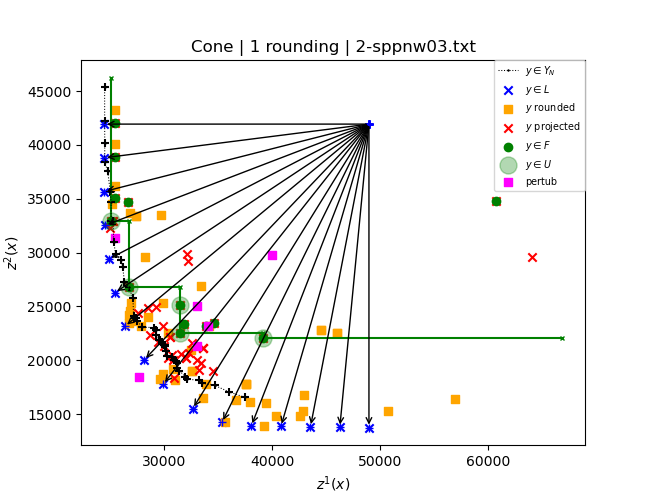 Cone | 1 rounding | 2-sppnw03.txt
45000
40000
35000
30000
25000
20000
15000
z²(x)
30000 40000 50000 60000
z¹(x)
y ∈ Y_N
y ∈ L
y rounded
y projected
y ∈ F
y ∈ U
pertub